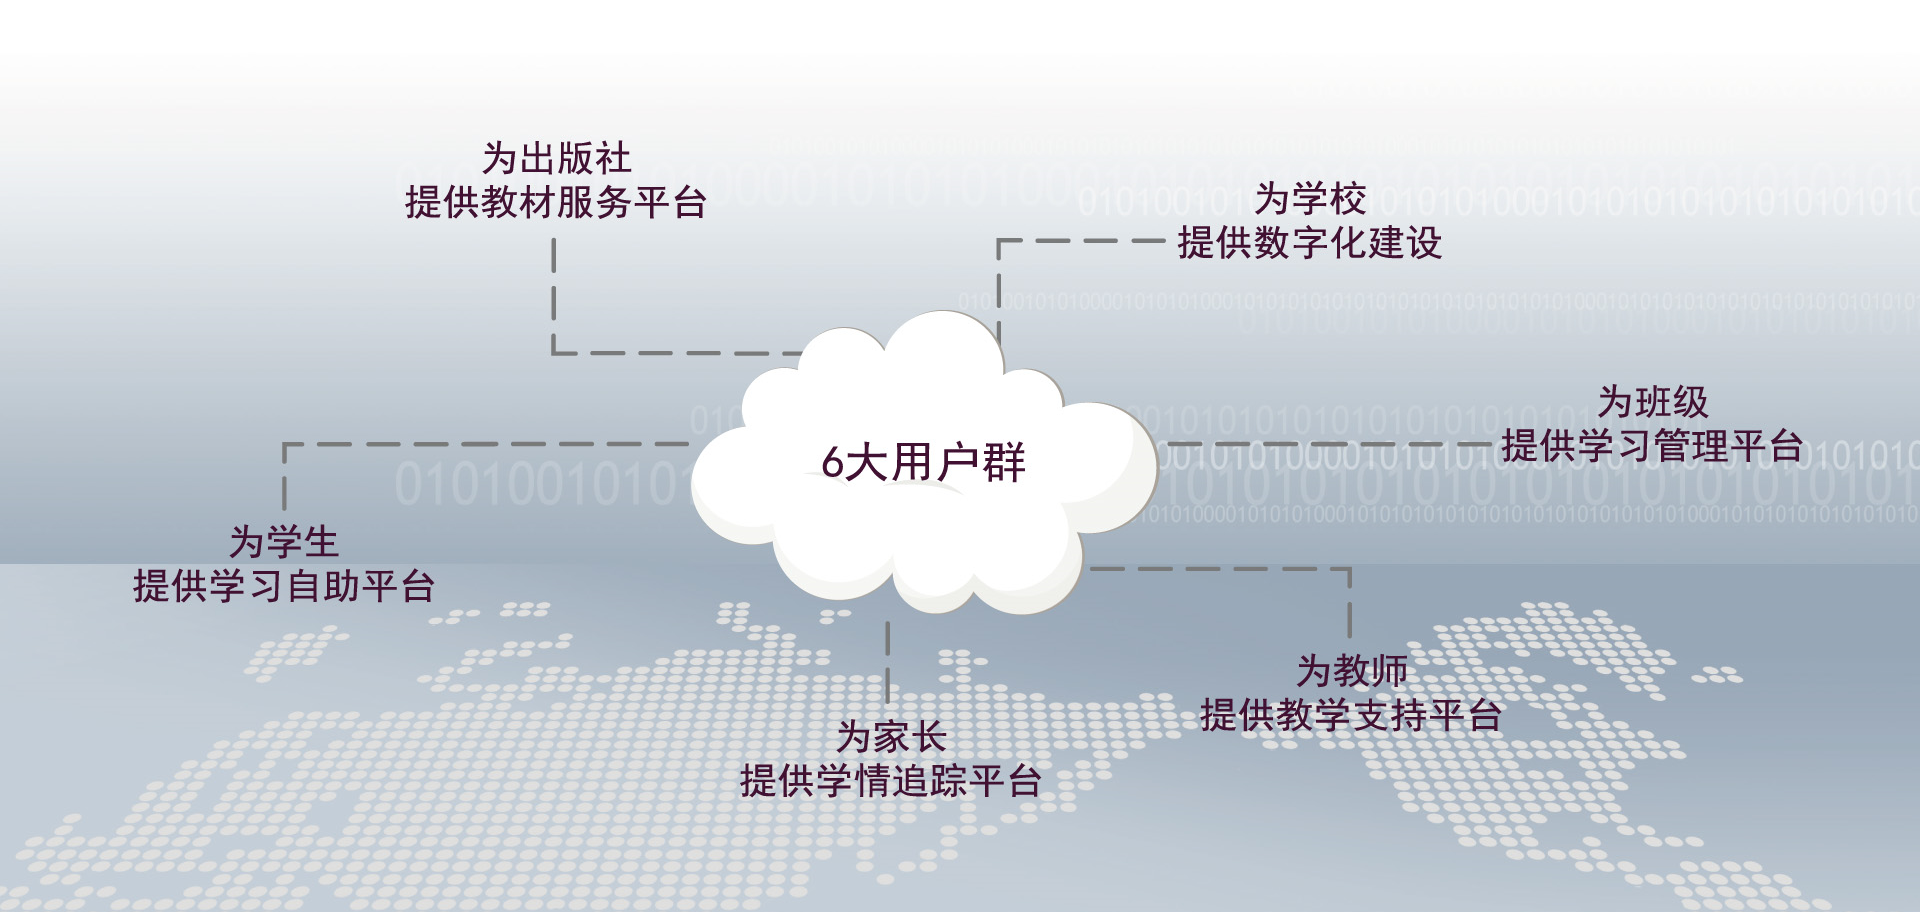 为出版社
提供教材服务平台
为学校
提供数字化建设
为班级
提供学习管理平台
6大用户群
为学生
提供学习自助平台
为教师
提供教学支持平台
为家长
提供学情追踪平台